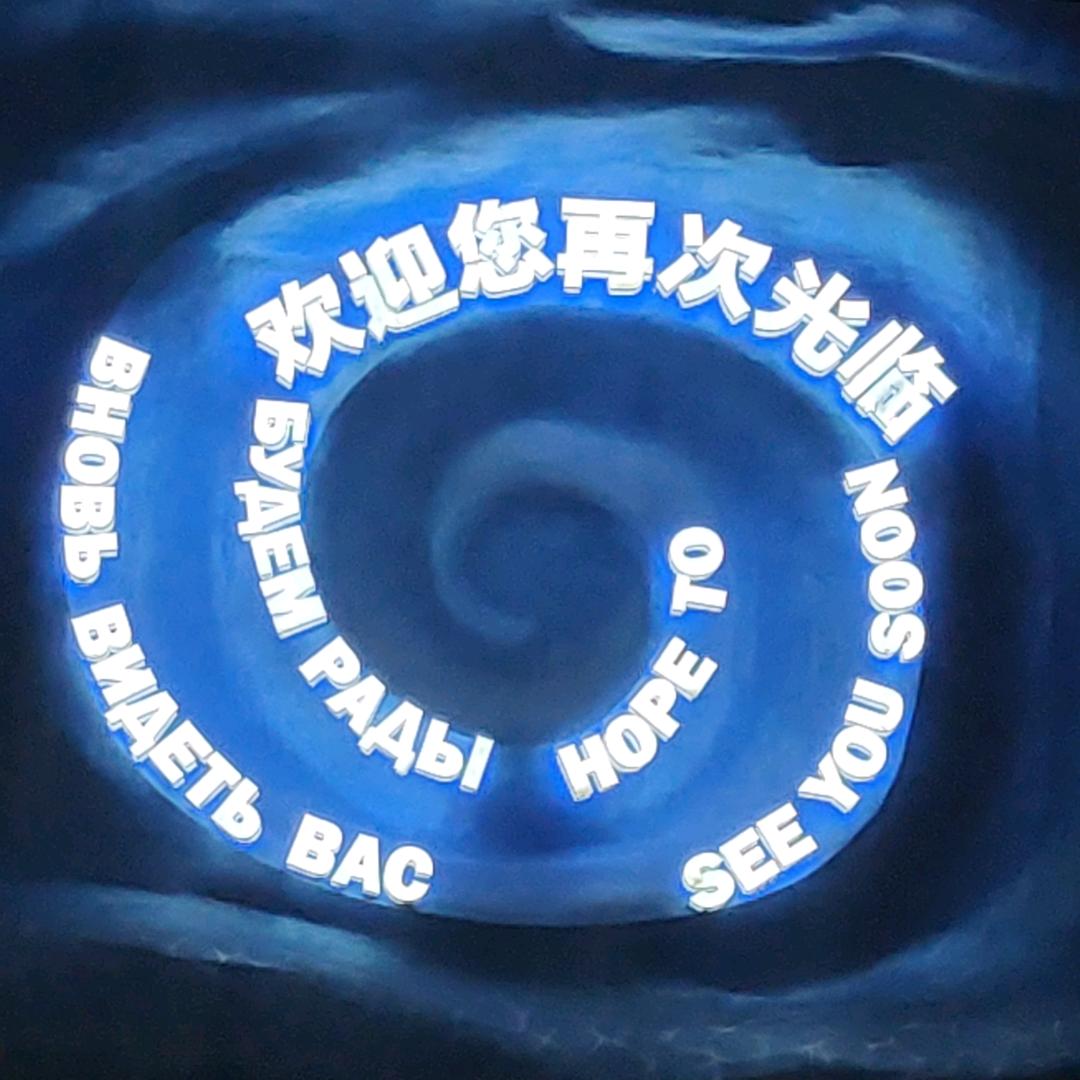 欢迎您再次光临
БУДЕМ РАДЫ
ВНОВЬ ВИДЕТЬ ВАС
HOPE TO
SEE YOU SOON